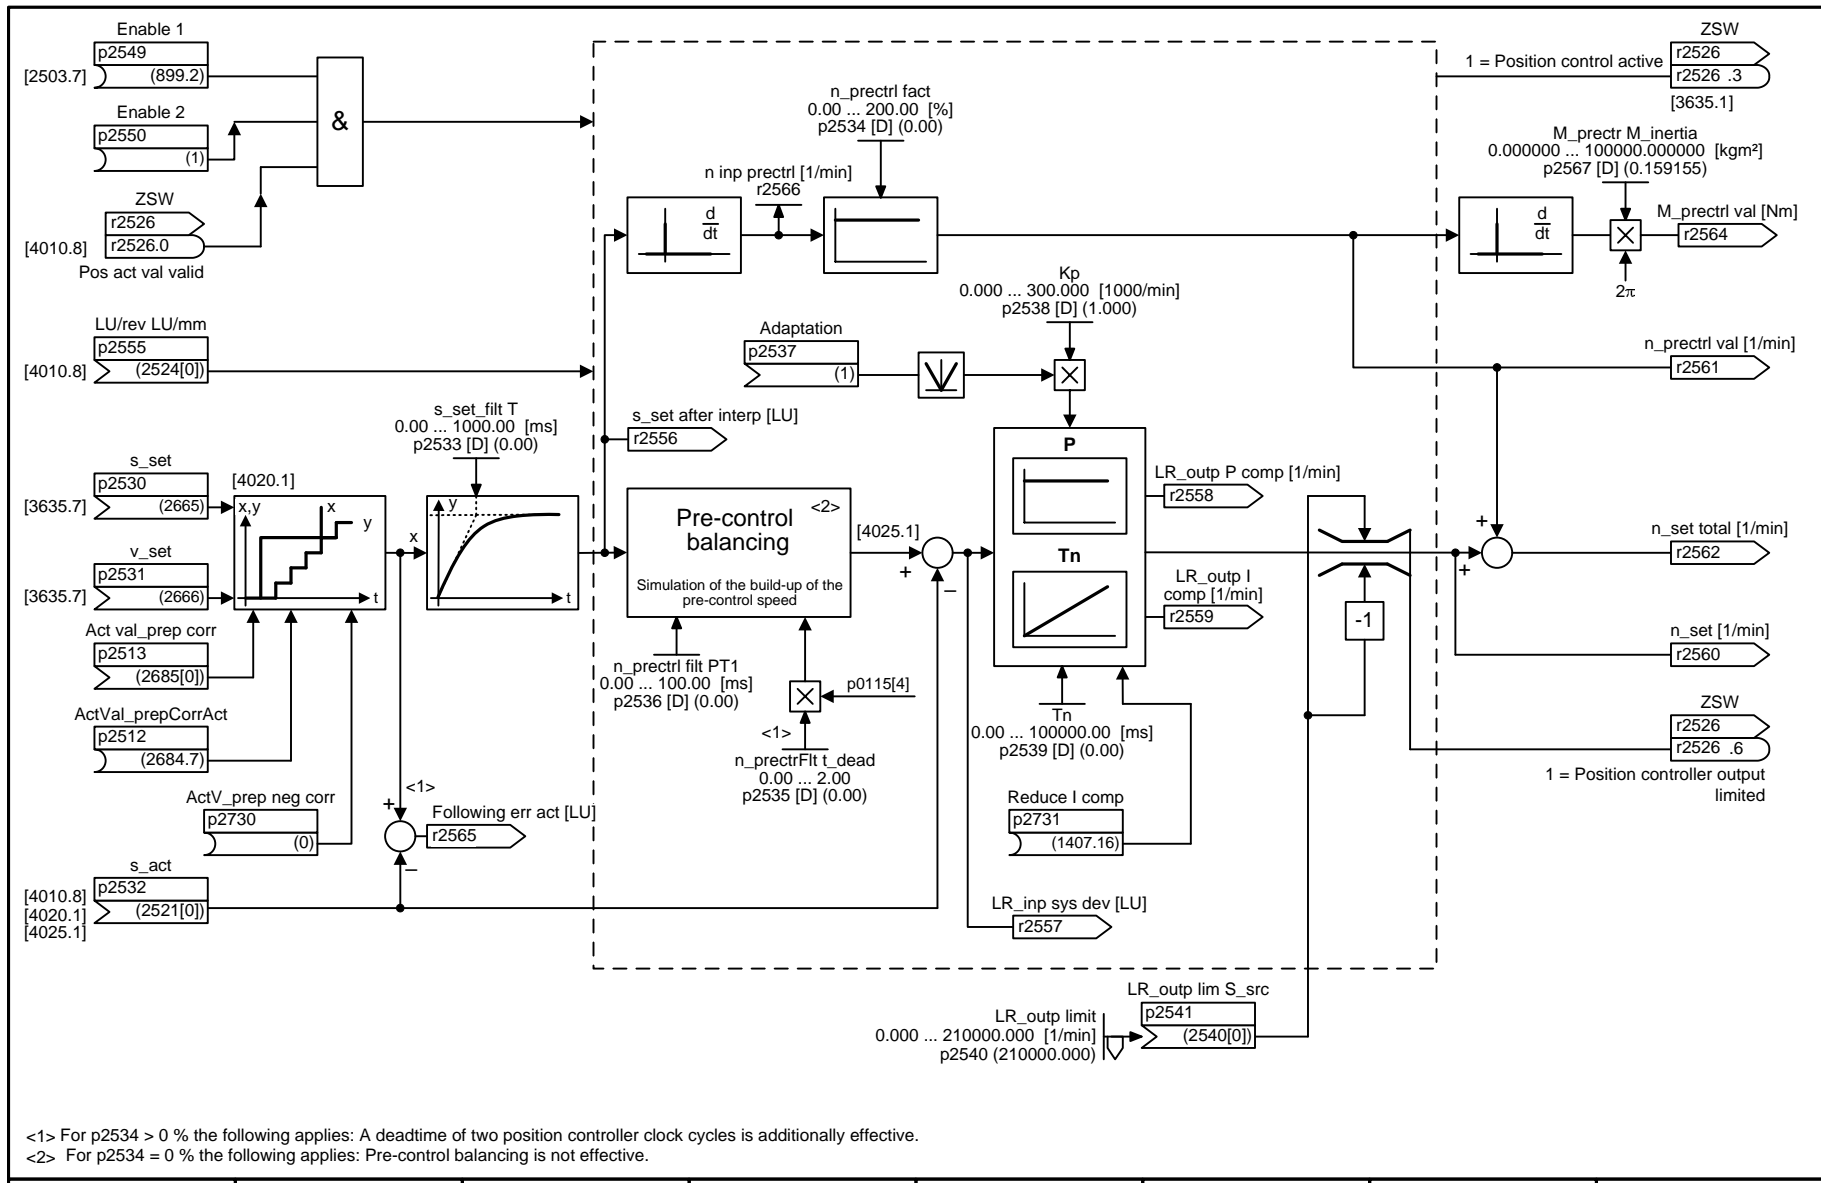 Enable 1
p2549
[2503.7]
(899.2)
Enable 2
p2550
(1)
&
ZSW
r2526
r2526.0
[4010.8]
Pos act val valid
LU/rev LU/mm
p2555
[4010.8]
(2524[0])
s_set_filt T
0.00 ... 1000.00 [ms]
p2533 [D] (0.00)
s_set
p2530
[3635.7]
(2665)
[4020.1]
x,y
x
y
t
v_set
p2531
[3635.7]
(2666)
x
y
t
Act val_prep corr
p2513
(2685[0])
ActVal_prepCorrAct
p2512
(2684.7)
ActV_prep neg corr
p2730
(0)
<1>
+
Following err act [LU]
r2565
–
s_act
p2532
(2521[0])
[4010.8]
[4020.1]
[4025.1]
n_prectrl fact
0.00 ... 200.00 [%]
p2534 [D] (0.00)
n inp prectrl [1/min]
r2566
d
dt
Kp
0.000 ... 300.000 [1000/min]
p2538 [D] (1.000)
Adaptation
p2537
(1)
s_set after interp [LU]
r2556
Pre-control
balancing
<2>
Simulation of the build-up of the
pre-control speed
[4025.1]
+
–
n_prectrl filt PT1
0.00 ... 100.00 [ms]
p2536 [D] (0.00)
p0115[4]
<1>
n_prectrFlt t_dead
0.00 ... 2.00
p2535 [D] (0.00)
P
Tn
LR_outp P comp [1/min]
r2558
LR_outp I
comp [1/min]
r2559
Tn
0.00 ... 100000.00 [ms]
p2539 [D] (0.00)
Reduce I comp
p2731
(1407.16)
LR_inp sys dev [LU]
r2557
-1
LR_outp lim S_src
p2541
(2540[0])
LR_outp limit
0.000 ... 210000.000 [1/min]
p2540 (210000.000)
ZSW
r2526
1 = Position control active
r2526 .3
[3635.1]
M_prectr M_inertia
0.000000 ... 100000.000000 [kgm²]
p2567 [D] (0.159155)
d
dt
M_prectrl val [Nm]
r2564
2π
n_prectrl val [1/min]
r2561
+
+
n_set total [1/min]
r2562
n_set [1/min]
r2560
ZSW
r2526
r2526 .6
1 = Position controller output
limited
<1> For p2534 > 0 % the following applies: A deadtime of two position controller clock cycles is additionally effective.
<2> For p2534 = 0 % the following applies: Pre-control balancing is not effective.